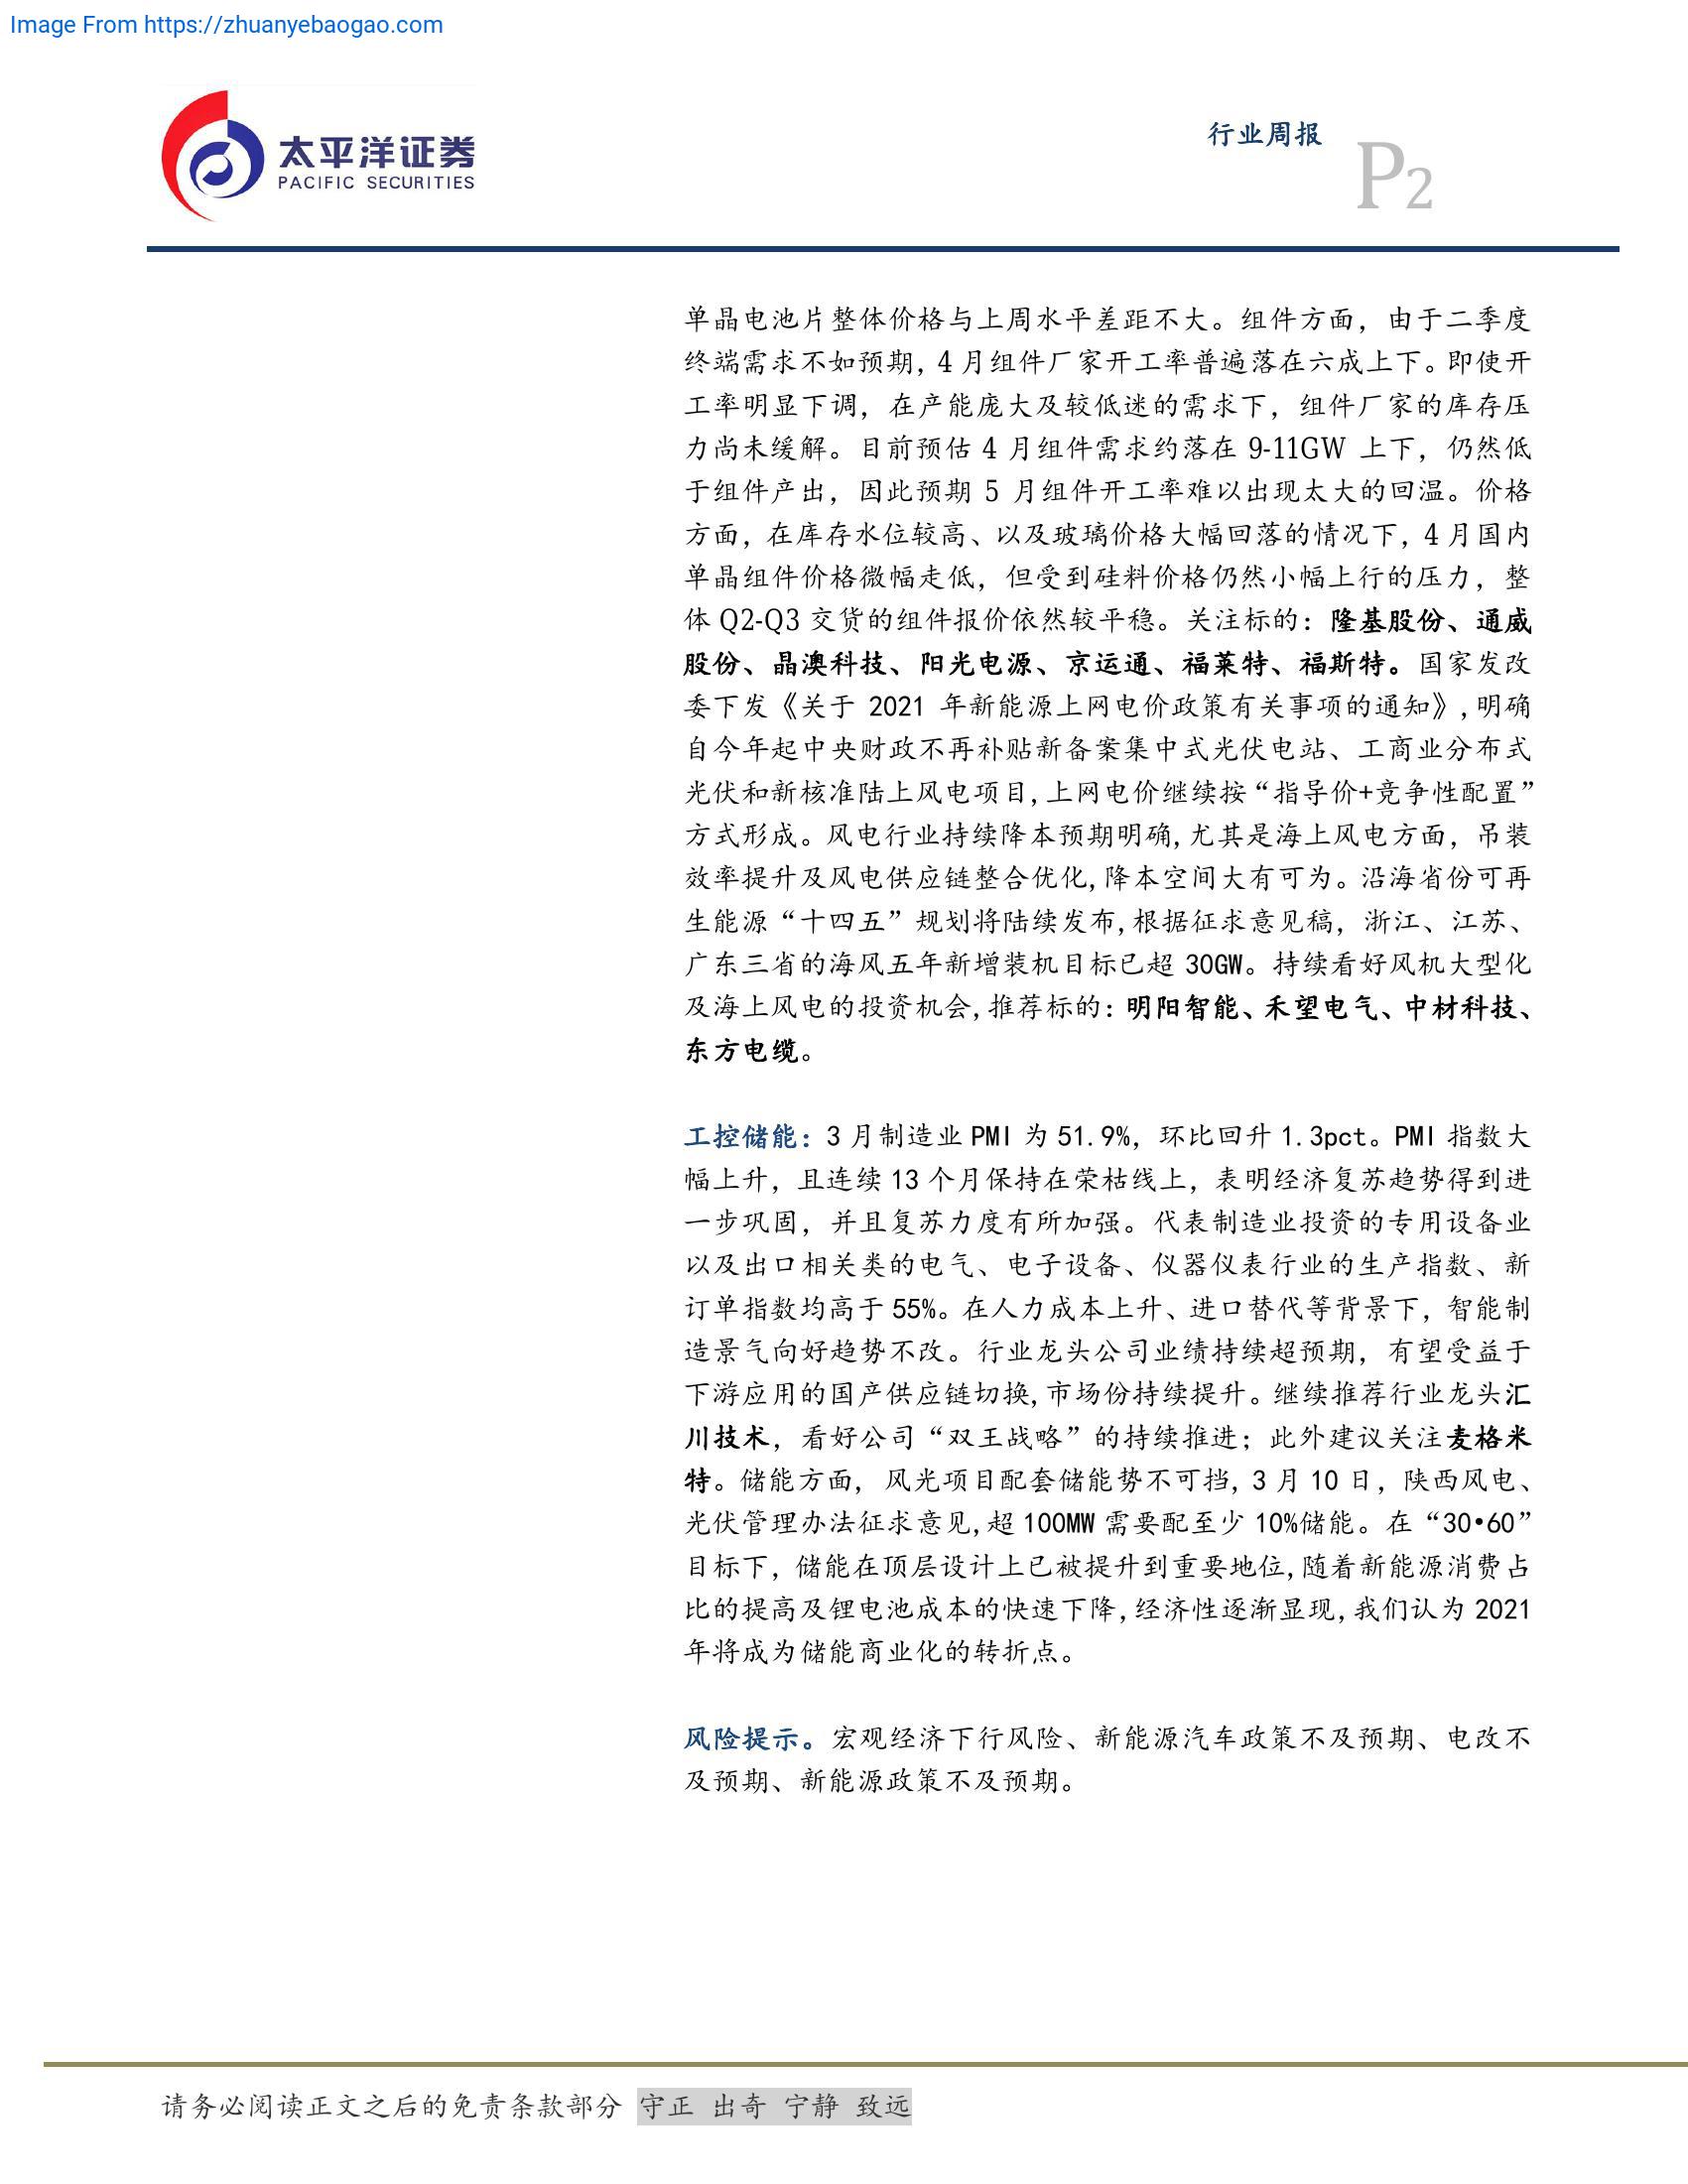 Image From https://zhuanyebaogao.com
太平洋证券
PACIFIC SECURITIES
行业周报
P2
单晶电池片整体价格与上周水平差距不大。组件方面，由于二季度
终端需求不如预期，4 月组件厂家开工率普遍落在六成上下。即使开
工率明显下调，在产能庞大及较低迷的需求下，组件厂家的库存压
力尚未缓解。目前预估 4 月组件需求约落在 9-11GW 上下，仍然低
于组件产出，因此预期 5 月组件开工率难以出现太大的回温。价格
方面，在库存水位较高、以及玻璃价格大幅回落的情况下，4 月国内
单晶组件价格微幅走低，但受到硅料价格仍然小幅上行的压力，整
体 Q2-Q3 交货的组件报价依然较平稳。关注标的：隆基股份、通威
股份、晶澳科技、阳光电源、京运通、福莱特、福斯特。国家发改
委下发《关于 2021 年新能源上网电价政策有关事项的通知》,明确
自今年起中央财政不再补贴新备案集中式光伏电站、工商业分布式
光伏和新核准陆上风电项目,上网电价继续按“指导价+竞争性配置”
方式形成。风电行业持续降本预期明确,尤其是海上风电方面，吊装
效率提升及风电供应链整合优化,降本空间大有可为。沿海省份可再
生能源“十四五”规划将陆续发布,根据征求意见稿，浙江、江苏、
广东三省的海风五年新增装机目标已超 30GW。持续看好风机大型化
及海上风电的投资机会,推荐标的：明阳智能、禾望电气、中材科技、
东方电缆。
工控储能：3 月制造业 PMI 为 51.9%，环比回升 1.3pct。PMI 指数大
幅上升，且连续 13 个月保持在荣枯线上，表明经济复苏趋势得到进
一步巩固，并且复苏力度有所加强。代表制造业投资的专用设备业
以及出口相关类的电气、电子设备、仪器仪表行业的生产指数、新
订单指数均高于 55%。在人力成本上升、进口替代等背景下，智能制
造景气向好趋势不改。行业龙头公司业绩持续超预期，有望受益于
下游应用的国产供应链切换,市场份持续提升。继续推荐行业龙头汇
川技术，看好公司“双王战略”的持续推进；此外建议关注麦格米
特。储能方面，风光项目配套储能势不可挡，3 月 10 日，陕西风电、
光伏管理办法征求意见,超 100MW 需要配至少 10%储能。在“30•60”
目标下，储能在顶层设计上已被提升到重要地位,随着新能源消费占
比的提高及锂电池成本的快速下降,经济性逐渐显现,我们认为 2021
年将成为储能商业化的转折点。
风险提示。宏观经济下行风险、新能源汽车政策不及预期、电改不
及预期、新能源政策不及预期。
请务必阅读正文之后的免责条款部分 守正 出奇 宁静 致远